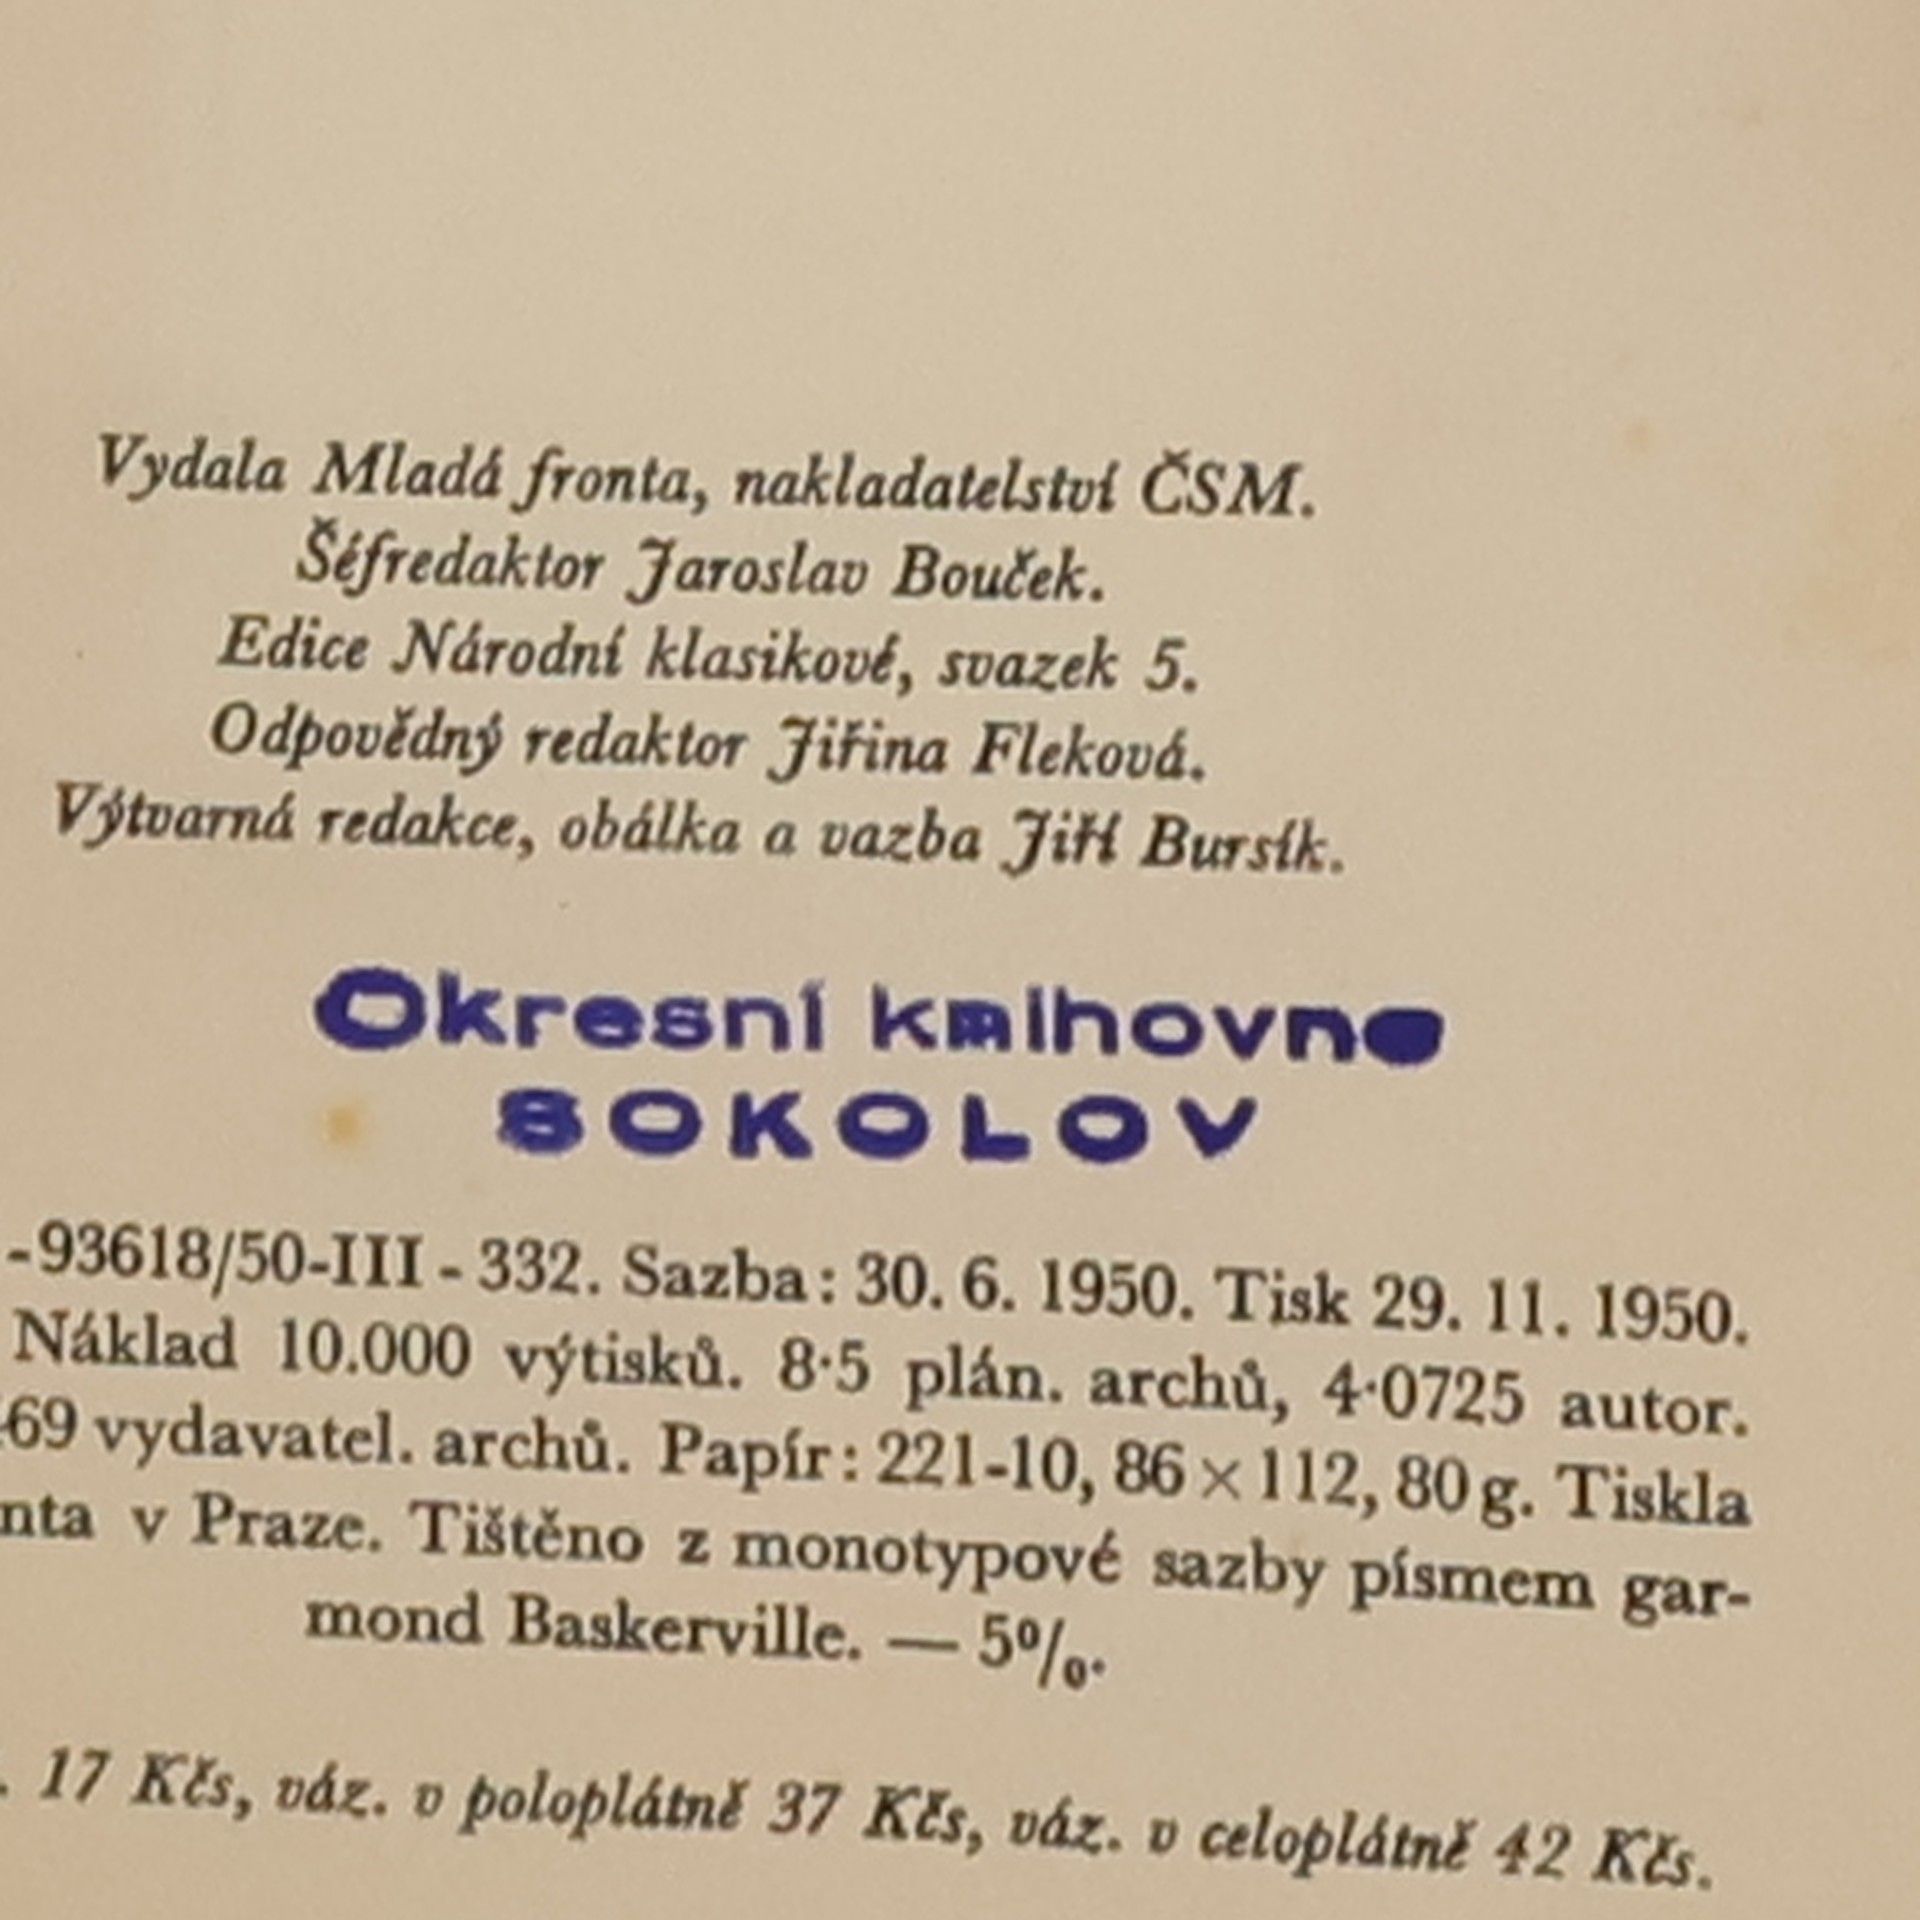 Vydala Mladá fronta, nakladatelství ČSM.
Šéfredaktor Jaroslav Bouček.
Edice Národní klasikové, svazek 5.
Odpovědný redaktor Jiřina Fleková.
Výtvarná redakce, obálka a vazba Jiří Bursík.
Okresní knihovna
SOKOLOV
-93618/50-III - 332. Sazba: 30. 6. 1950. Tisk 29. 11. 1950.
Náklad 10.000 výtisků. 8·5 plán. archů, 4·0725 autor.
69 vydavatel. archů. Papír: 221-10, 86 × 112, 80 g. Tiskla
nta v Praze. Tištěno z monotypové sazby písmem gar-
mond Baskerville. — 5%.
. 17 Kčs, váz. v poloplátně 37 Kčs, váz. v celoplátně 42 Kčs.